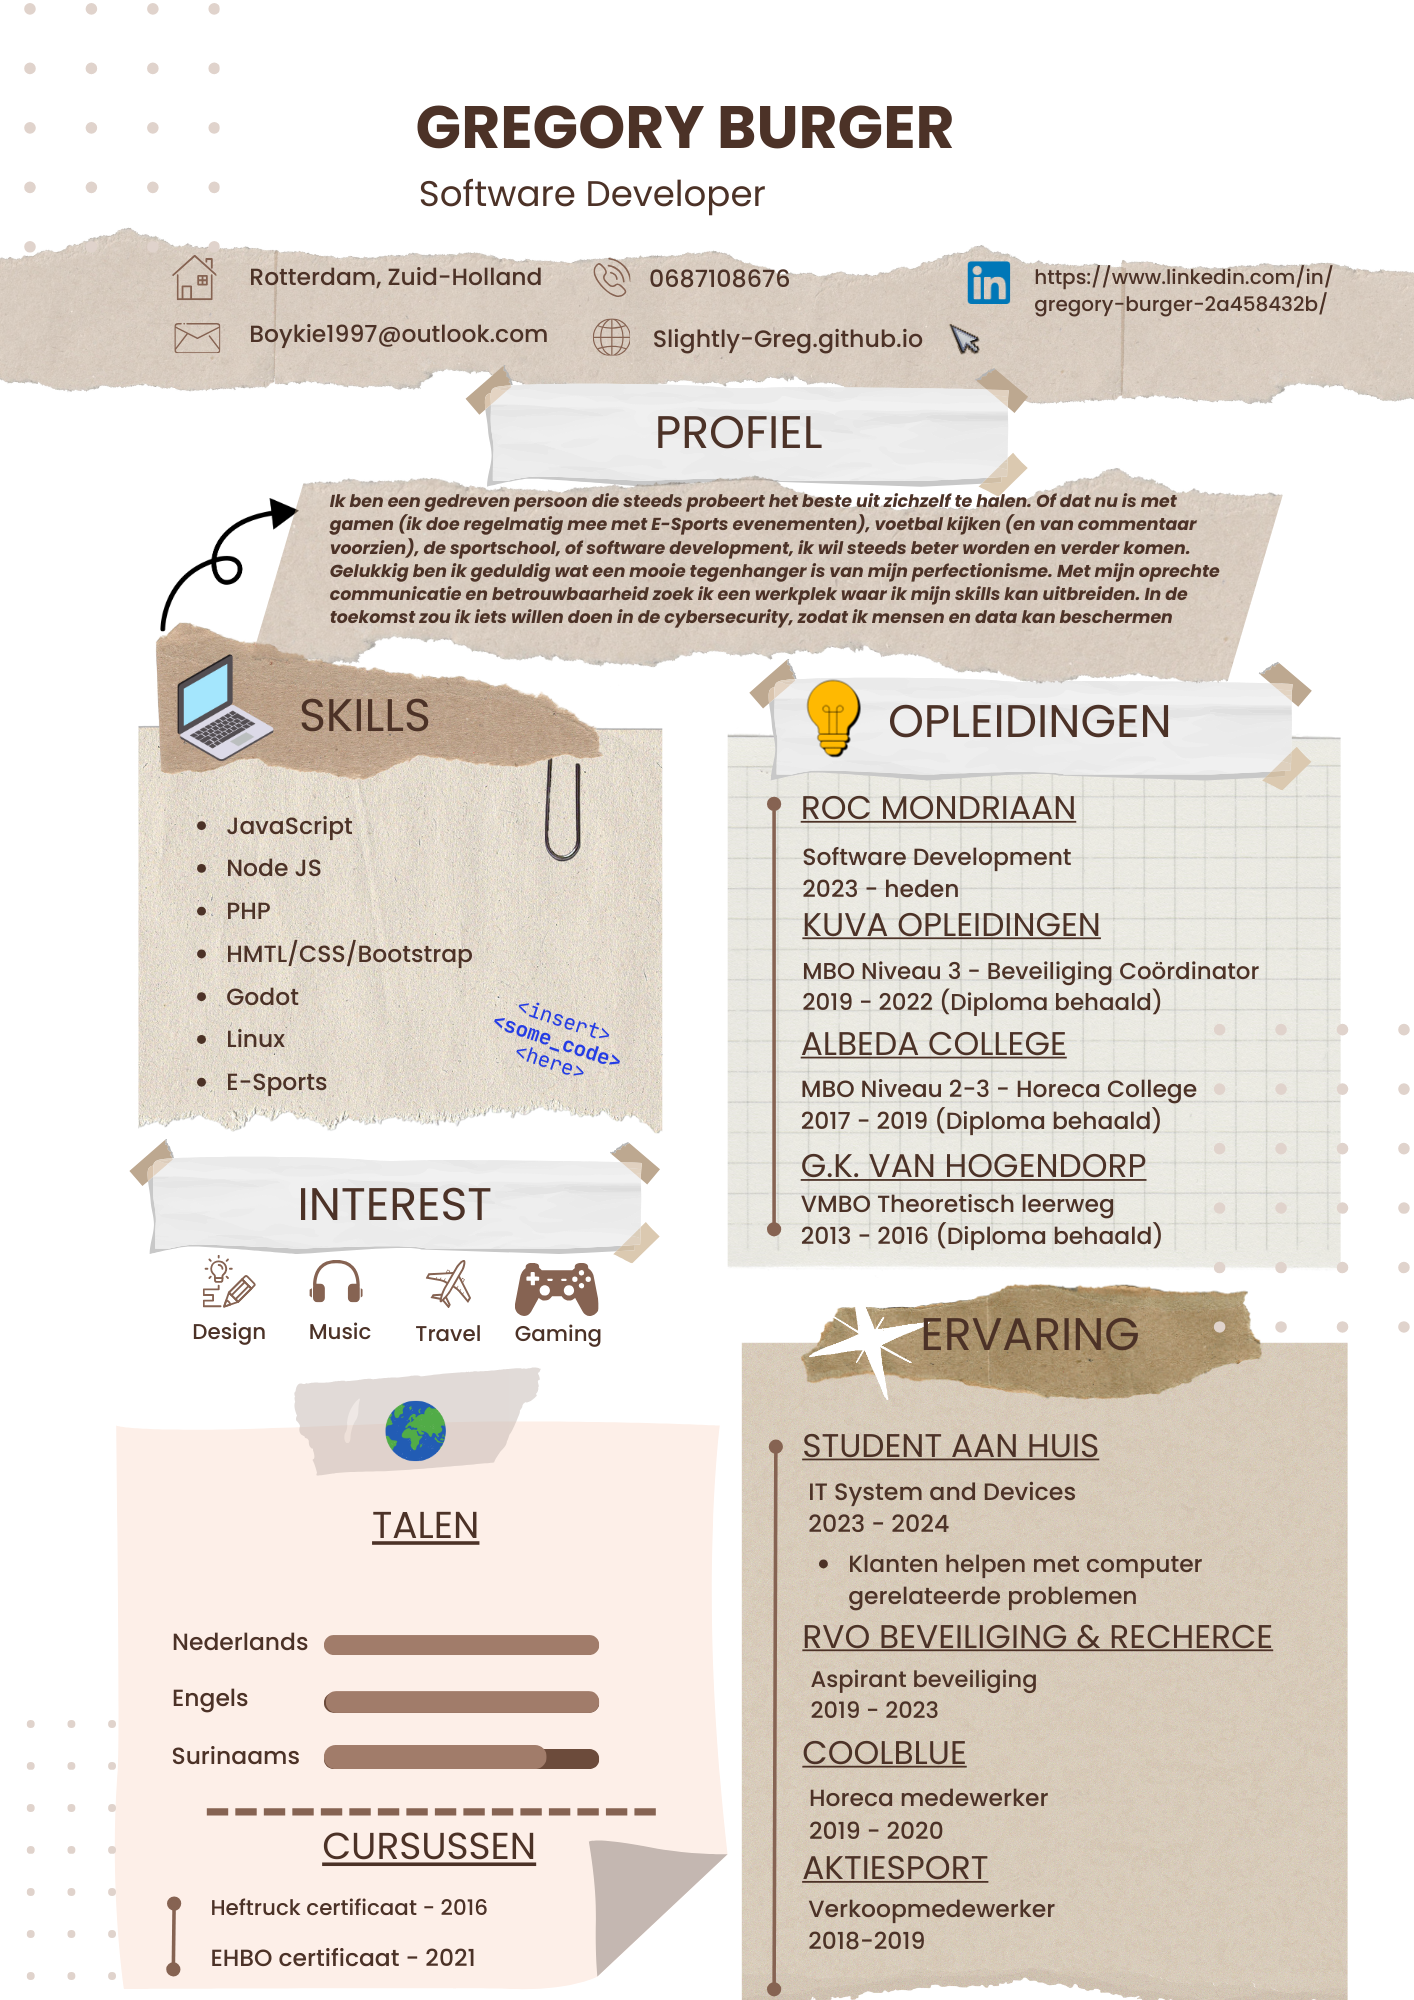 GREGORY BURGER
Software Developer
Rotterdam, Zuid-Holland
0687108676
https://www.linkedin.com/in/
gregory-burger-2a458432b/
Boykie1997@outlook.com
Slightly-Greg.github.io
PROFIEL
Ik ben een gedreven persoon die steeds probeert het beste uit zichzelf te halen. Of dat nu is met
gamen (ik doe regelmatig mee met E-Sports evenementen), voetbal kijken (en van commentaar
voorzien), de sportschool, of software development, ik wil steeds beter worden en verder komen.
Gelukkig ben ik geduldig wat een mooie tegenhanger is van mijn perfectionisme. Met mijn oprechte
communicatie en betrouwbaarheid zoek ik een werkplek waar ik mijn skills kan uitbreiden. In de
toekomst zou ik iets willen doen in de cybersecurity, zodat ik mensen en data kan beschermen
SKILLS
• JavaScript
• Node JS
• PHP
• HMTL/CSS/Bootstrap
• Godot
• Linux
• E-Sports
<insert>
<some_code>
<here>
INTEREST
Design
Music
Travel
Gaming
TALEN
Nederlands
Engels
Surinaams
CURSUSSEN
Heftruck certificaat - 2016
EHBO certificaat - 2021
OPLEIDINGEN
ROC MONDRIAAN
Software Development
2023 - heden
KUVA OPLEIDINGEN
MBO Niveau 3 - Beveiliging Coördinator
2019 - 2022 (Diploma behaald)
ALBEDA COLLEGE
MBO Niveau 2-3 - Horeca College
2017 - 2019 (Diploma behaald)
G.K. VAN HOGENDORP
VMBO Theoretisch leerweg
2013 - 2016 (Diploma behaald)
ERVARING
STUDENT AAN HUIS
IT System and Devices
2023 - 2024
• Klanten helpen met computer
gerelateerde problemen
RVO BEVEILIGING & RECHERCE
Aspirant beveiliging
2019 - 2023
COOLBLUE
Horeca medewerker
2019 - 2020
AKTIESPORT
Verkoopmedewerker
2018-2019